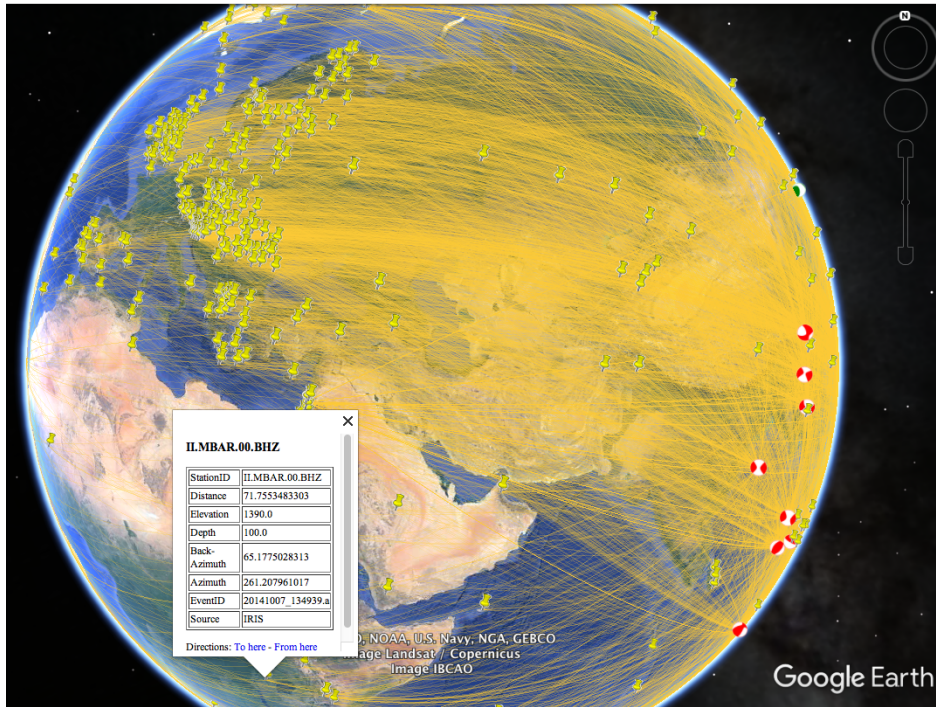 N
II.MBAR.00.BHZ
StationID II.MBAR.00.BHZ
Distance 71.7553483303
Elevation 1390.0
Depth 100.0
Back-
Azimuth 65.1775028313
Azimuth 261.207961017
EventID 20141007_134939.a
Source IRIS
Directions: To here - From here
O, NOAA, U.S. Navy, NGA, GEBCO
Image Landsat / Copernicus
Image IBCAO
Google Earth